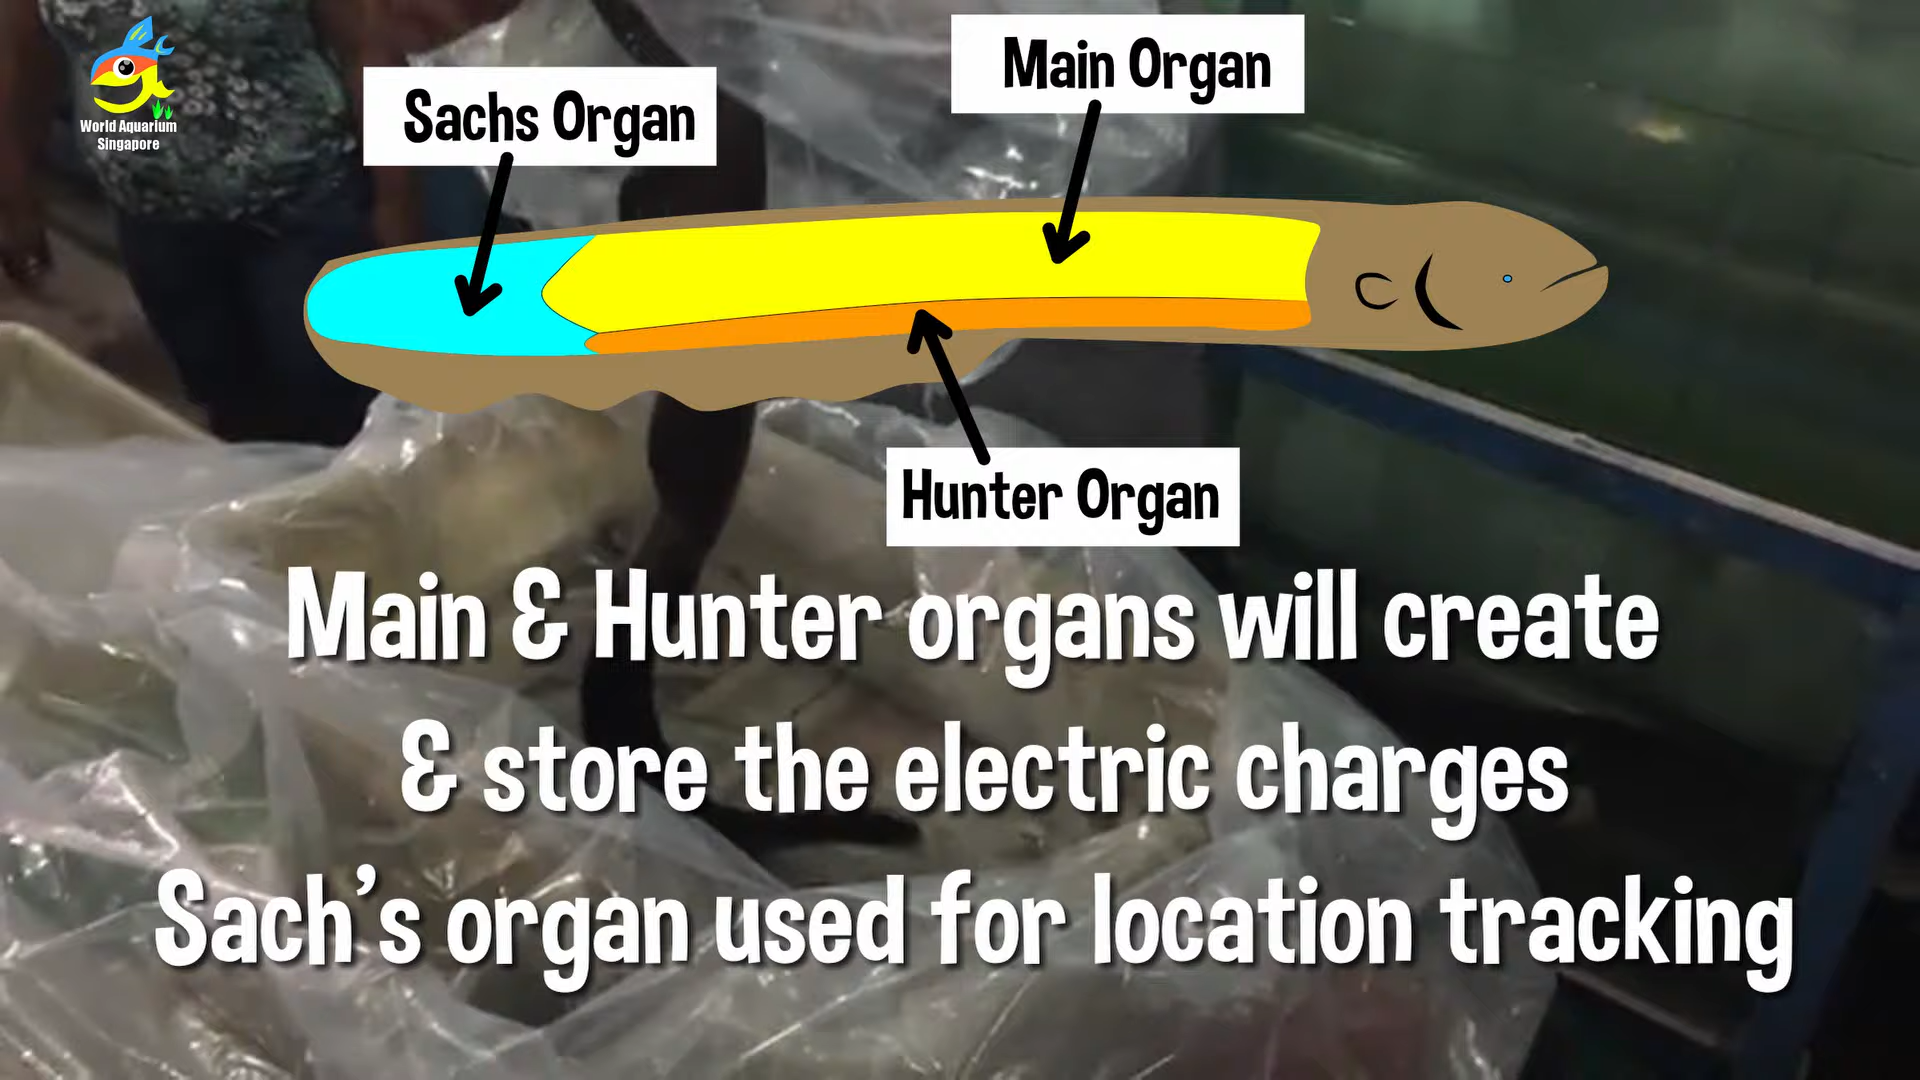 World Aquarium
Singapore
Sachs Organ
Main Organ
Hunter Organ
Main & Hunter organs will create
& store the electric charges
Sach's organ used for location tracking